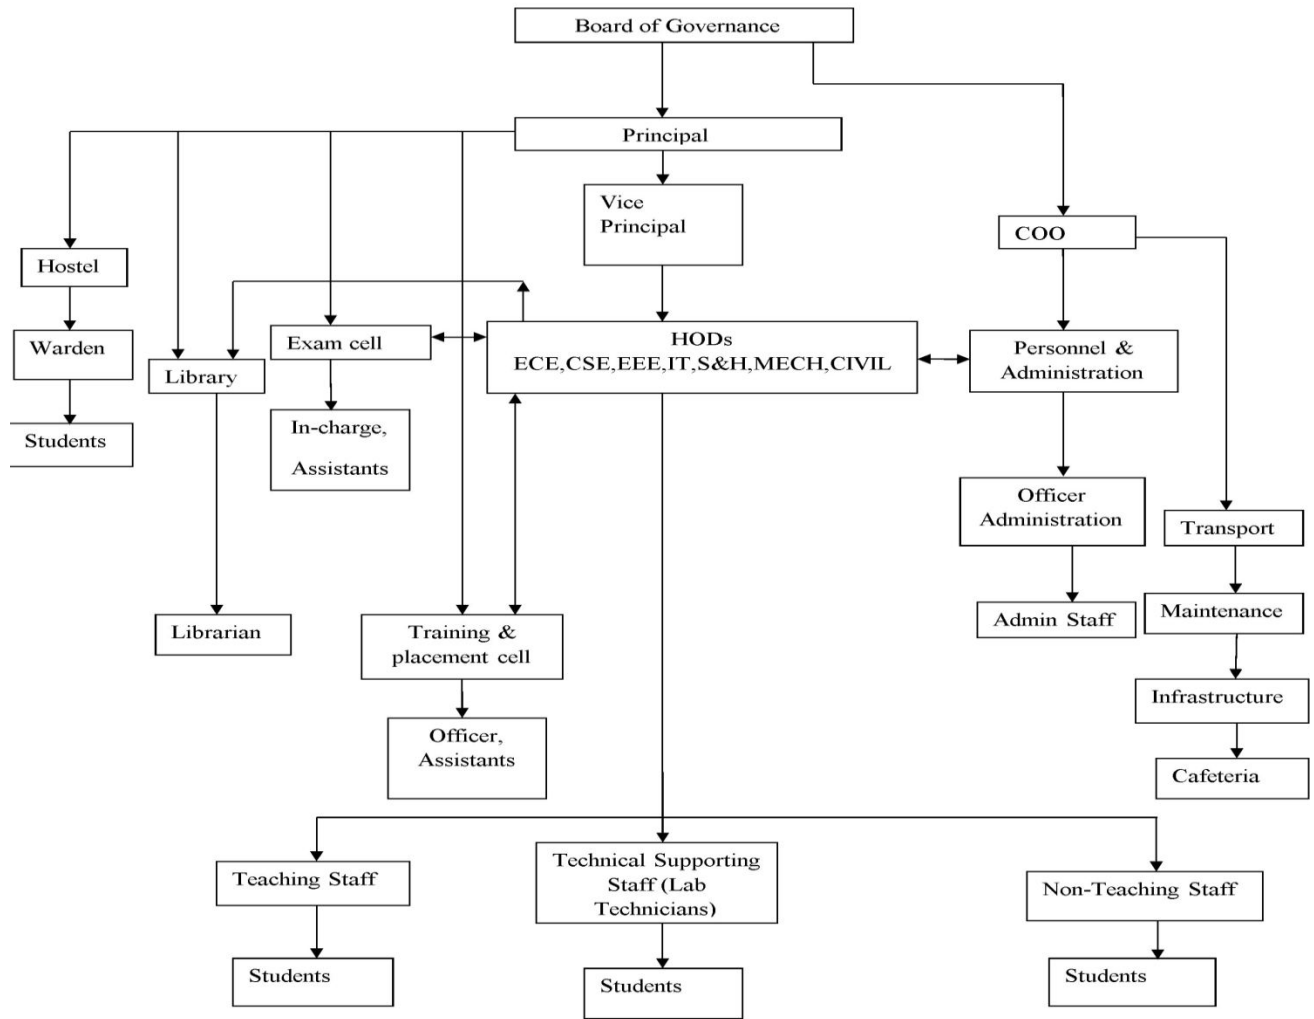 Board of Governance
Principal
Vice
Principal
COO
Hostel
HODs
ECE,CSE,EEE,IT,S&H,MECH,CIVIL
Exam cell
Personnel &
Administration
Warden
Library
Students
In-charge,
Assistants
Officer
Administration
Transport
Librarian
Training &
placement cell
Admin Staff
Maintenance
Infrastructure
Officer,
Assistants
Cafeteria
Teaching Staff
Technical Supporting
Staff (Lab
Technicians)
Non-Teaching Staff
Students
Students
Students